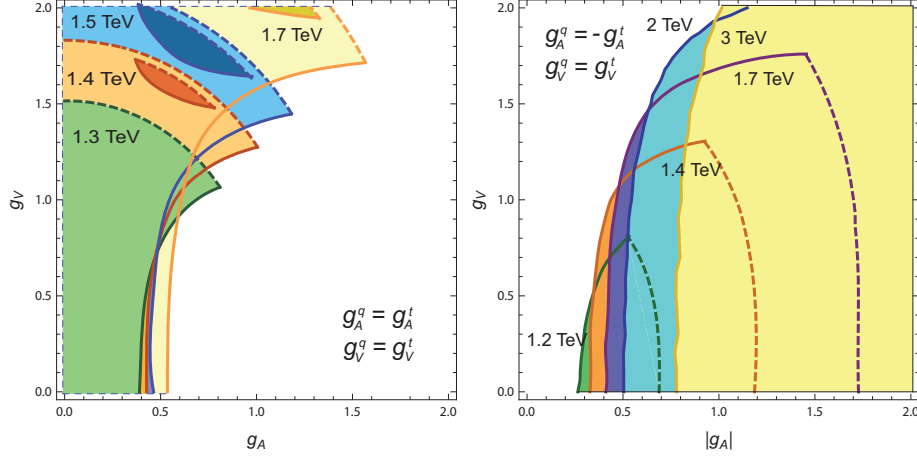 2.0
1.5
1.0
0.5
0.0
g_V
1.5 TeV
1.4 TeV
1.3 TeV
1.7 TeV
g_A^q = g_A^t
g_V^q = g_V^t
0.0 0.5 1.0 1.5 2.0
g_A
2.0
1.5
1.0
0.5
0.0
g_V
g_A^q = - g_A^t
g_V^q = g_V^t
2 TeV
3 TeV
1.7 TeV
1.4 TeV
1.2 TeV
0.0 0.5 1.0 1.5 2.0
|g_A|